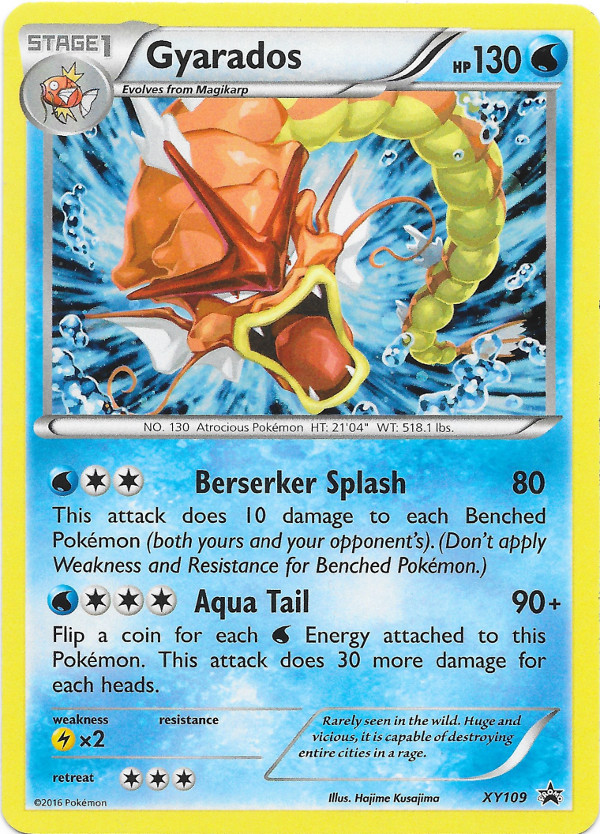 STAGE1
Gyarados
HP130
Evolves from Magikarp
NO. 130 Atrocious Pokémon HT: 21'04" WT: 518.1 lbs.
Berserker Splash 80
This attack does 10 damage to each Benched
Pokémon (both yours and your opponent's). (Don't apply
Weakness and Resistance for Benched Pokémon.)
Aqua Tail 90+
Flip a coin for each Energy attached to this
Pokémon. This attack does 30 more damage for
each heads.
weakness resistance
×2
Rarely seen in the wild. Huge and
vicious, it is capable of destroying
entire cities in a rage.
retreat
©2016 Pokémon
Illus. Hajime Kusajima
XY109
PROMO